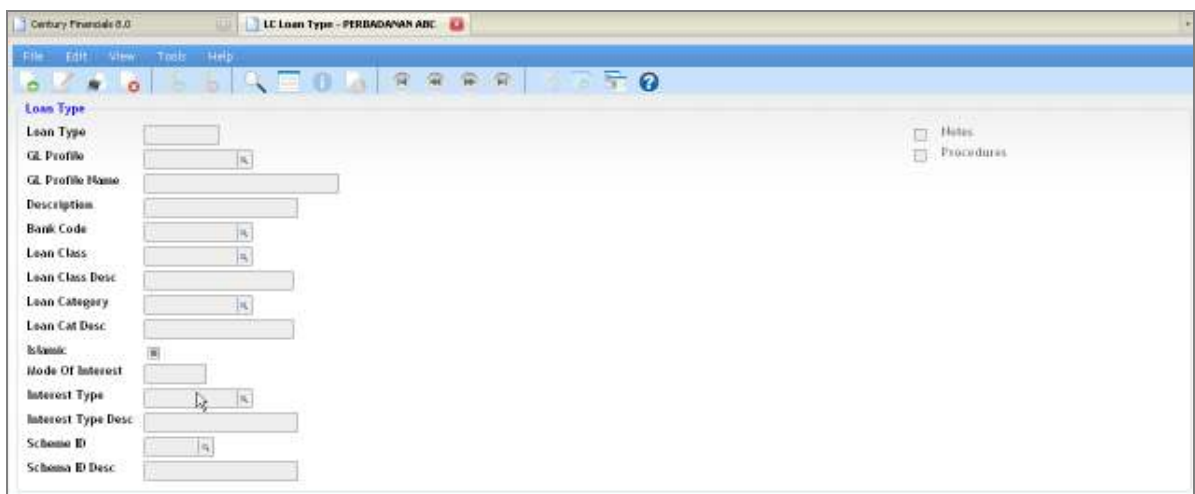 Century Financials 8.0 LC Loan Type - PERBADANAN ABC
File Edit View Tools Help
Loan Type
Loan Type
Notes
GL Profile
Procedures
GL Profile Name
Description
Bank Code
Loan Class
Loan Class Desc
Loan Category
Loan Cat Desc
Islamic
Mode Of Interest
Interest Type
Interest Type Desc
Scheme ID
Schema ID Desc